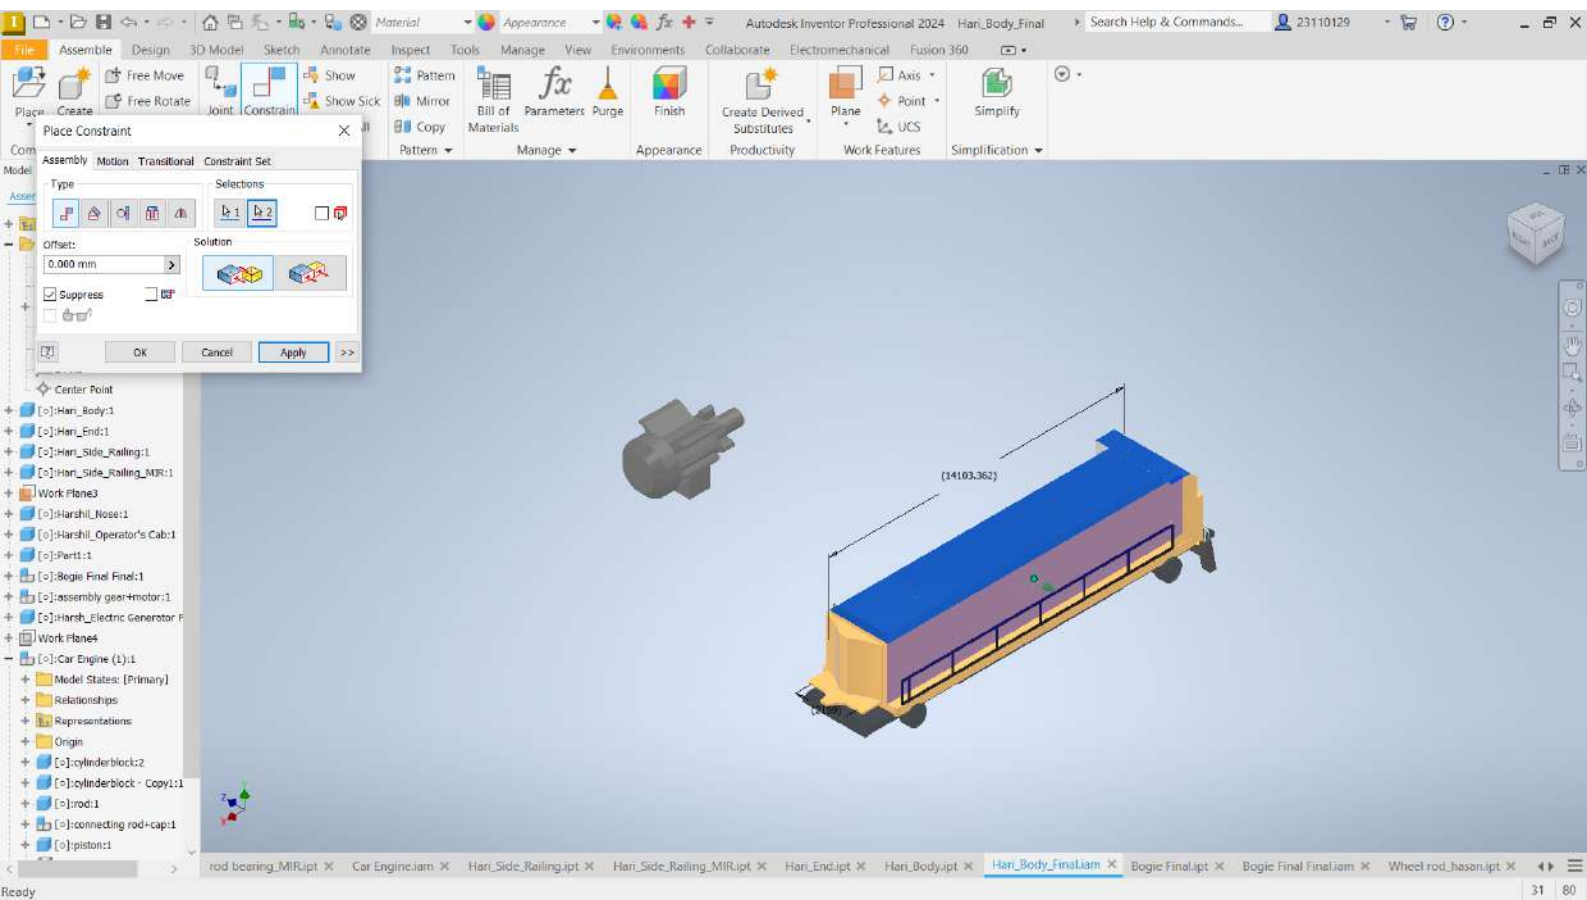 Material
Appearance
Autodesk Inventor Professional 2024 Hari_Body_Final
Search Help & Commands...
23110129
File Assemble Design 3D Model Sketch Annotate Inspect Tools Manage View Environments Collaborate Electromechanical Fusion 360
Place
Create
Free Move
Free Rotate
Joint
Constrain
Show
Show Sick
Pattern
Mirror
Copy
Pattern
Bill of
Materials
Parameters
Purge
Manage
Finish
Appearance
Create Derived
Substitutes
Productivity
Plane
Axis
Point
UCS
Work Features
Simplify
Simplification
Place Constraint
Assembly Motion Transitional Constraint Set
Type
Selections
1
2
Offset:
0.000 mm
Solution
Suppress
OK
Cancel
Apply
>>
Model
Center Point
[o]:Hari_Body:1
[o]:Hari_End:1
[o]:Hari_Side_Railing:1
[o]:Hari_Side_Railing_MIR:1
Work Plane3
[o]:Harshil_Nose:1
[o]:Harshil_Operator's Cab:1
[o]:Part1:1
[o]:Bogie Final Final:1
[o]:assembly gear+motor:1
[o]:Harsh_Electric Generator
Work Plane4
[o]:Car Engine (1):1
Model States: [Primary]
Relationships
Representations
Origin
[o]:cylinderblock:2
[o]:cylinderblock - Copy1:1
[o]:rod:1
[o]:connecting rod+cap:1
[o]:piston:1
(14103.362)
X
rod bearing_MIR.ipt
Car Engine.iam
Hari_Side_Railing.ipt
Hari_Side_Railing_MIR.ipt
Hari_End.ipt
Hari_Body.ipt
Hari_Body_Final.iam
Bogie Final.ipt
Bogie Final Final.iam
Wheel rod_hasan.ipt
Ready
31 80